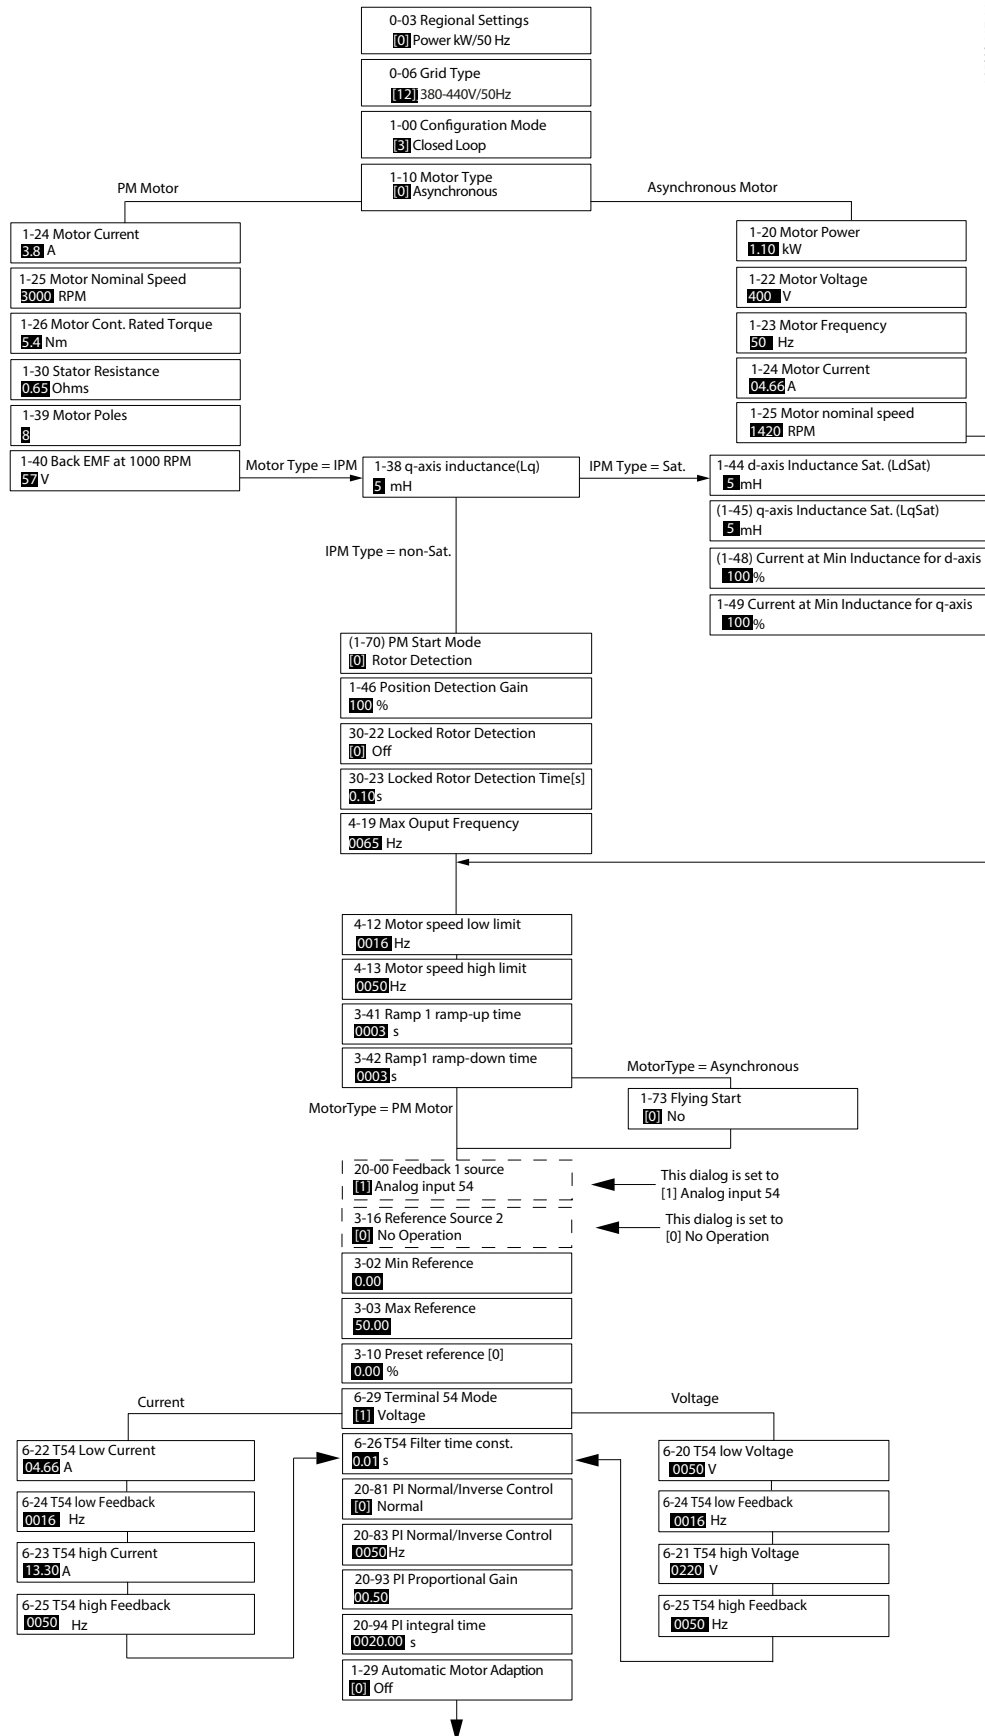 0-03 Regional Settings
[0] Power kW/50 Hz
0-06 Grid Type
[12] 380-440V/50Hz
1-00 Configuration Mode
[3] Closed Loop
1-10 Motor Type
[0] Asynchronous
PM Motor
Asynchronous Motor
1-24 Motor Current
3.8 A
1-25 Motor Nominal Speed
3000 RPM
1-26 Motor Cont. Rated Torque
5.4 Nm
1-30 Stator Resistance
0.65 Ohms
1-39 Motor Poles
8
1-40 Back EMF at 1000 RPM
57 V
1-20 Motor Power
1.10 kW
1-22 Motor Voltage
400 V
1-23 Motor Frequency
50 Hz
1-24 Motor Current
04.66 A
1-25 Motor nominal speed
1420 RPM
Motor Type = IPM
1-38 q-axis inductance(Lq)
5 mH
IPM Type = Sat.
1-44 d-axis Inductance Sat. (LdSat)
5 mH
(1-45) q-axis Inductance Sat. (LqSat)
5 mH
(1-48) Current at Min Inductance for d-axis
100 %
1-49 Current at Min Inductance for q-axis
100 %
IPM Type = non-Sat.
(1-70) PM Start Mode
[0] Rotor Detection
1-46 Position Detection Gain
100 %
30-22 Locked Rotor Detection
[0] Off
30-23 Locked Rotor Detection Time[s]
0.10 s
4-19 Max Ouput Frequency
0065 Hz
4-12 Motor speed low limit
0016 Hz
4-13 Motor speed high limit
0050 Hz
3-41 Ramp 1 ramp-up time
0003 s
3-42 Ramp1 ramp-down time
0003 s
MotorType = Asynchronous
MotorType = PM Motor
1-73 Flying Start
[0] No
20-00 Feedback 1 source
[1] Analog input 54
This dialog is set to
[1] Analog input 54
3-16 Reference Source 2
[0] No Operation
This dialog is set to
[0] No Operation
3-02 Min Reference
0.00
3-03 Max Reference
50.00
3-10 Preset reference [0]
0.00 %
Current
6-29 Terminal 54 Mode
[1] Voltage
Voltage
6-22 T54 Low Current
04.66 A
6-24 T54 low Feedback
0016 Hz
6-23 T54 high Current
13.30 A
6-25 T54 high Feedback
0050 Hz
6-26 T54 Filter time const.
0.01 s
20-81 PI Normal/Inverse Control
[0] Normal
20-83 PI Normal/Inverse Control
0050 Hz
20-93 PI Proportional Gain
00.50
20-94 PI integral time
0020.00 s
1-29 Automatic Motor Adaption
[0] Off
6-20 T54 low Voltage
0050 V
6-24 T54 low Feedback
0016 Hz
6-21 T54 high Voltage
0220 V
6-25 T54 high Feedback
0050 Hz